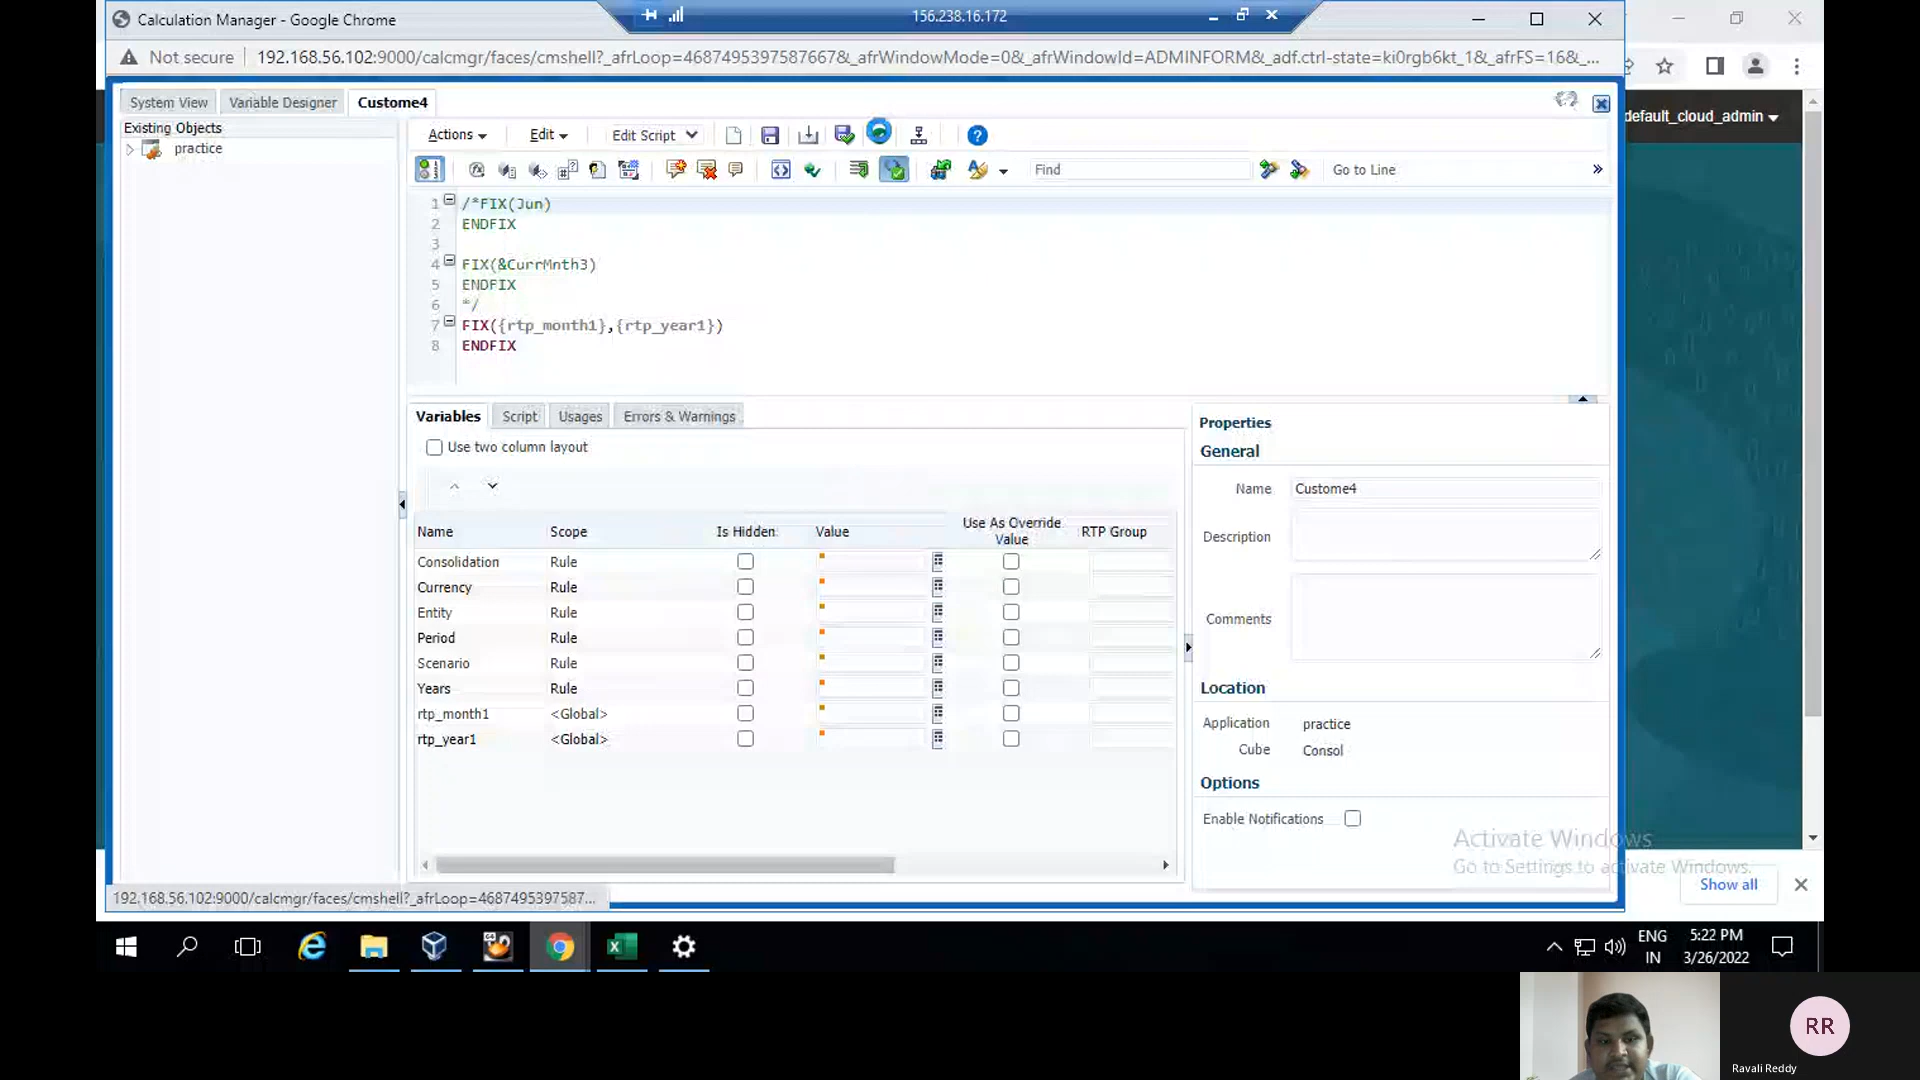 Calculation Manager - Google Chrome
156.238.16.172
Not secure
192.168.56.102:9000/calcmgr/faces/cmshell?_afrLoop=4687495397587667&_afrWindowMode=0&_afrWindowId=ADMINFORM&_adf.ctrl-state=ki0rgb6kt_1&_afrFS=16&_...
default_cloud_admin
System View
Variable Designer
Custome4
Existing Objects
practice
Actions
Edit
Edit Script
Find
Go to Line
»
1 /*FIX(Jun)
2 ENDFIX
3
4 FIX(&CurrMnth3)
5 ENDFIX
6 */
7 FIX({rtp_month1},{rtp_year1})
8 ENDFIX
Variables
Script
Usages
Errors & Warnings
Use two column layout
Name Scope Is Hidden Value Use As Override Value RTP Group
Consolidation Rule
Currency Rule
Entity Rule
Period Rule
Scenario Rule
Years Rule
rtp_month1 <Global>
rtp_year1 <Global>
Properties
General
Name Custome4
Description
Comments
Location
Application practice
Cube Consol
Options
Enable Notifications
Activate Windows
Go to Settings to activate Windows.
Show all
192.168.56.102:9000/calcmgr/faces/cmshell?_afrLoop=4687495397587...
64
ENG
IN
5:22 PM
3/26/2022
RR
Ravali Reddy